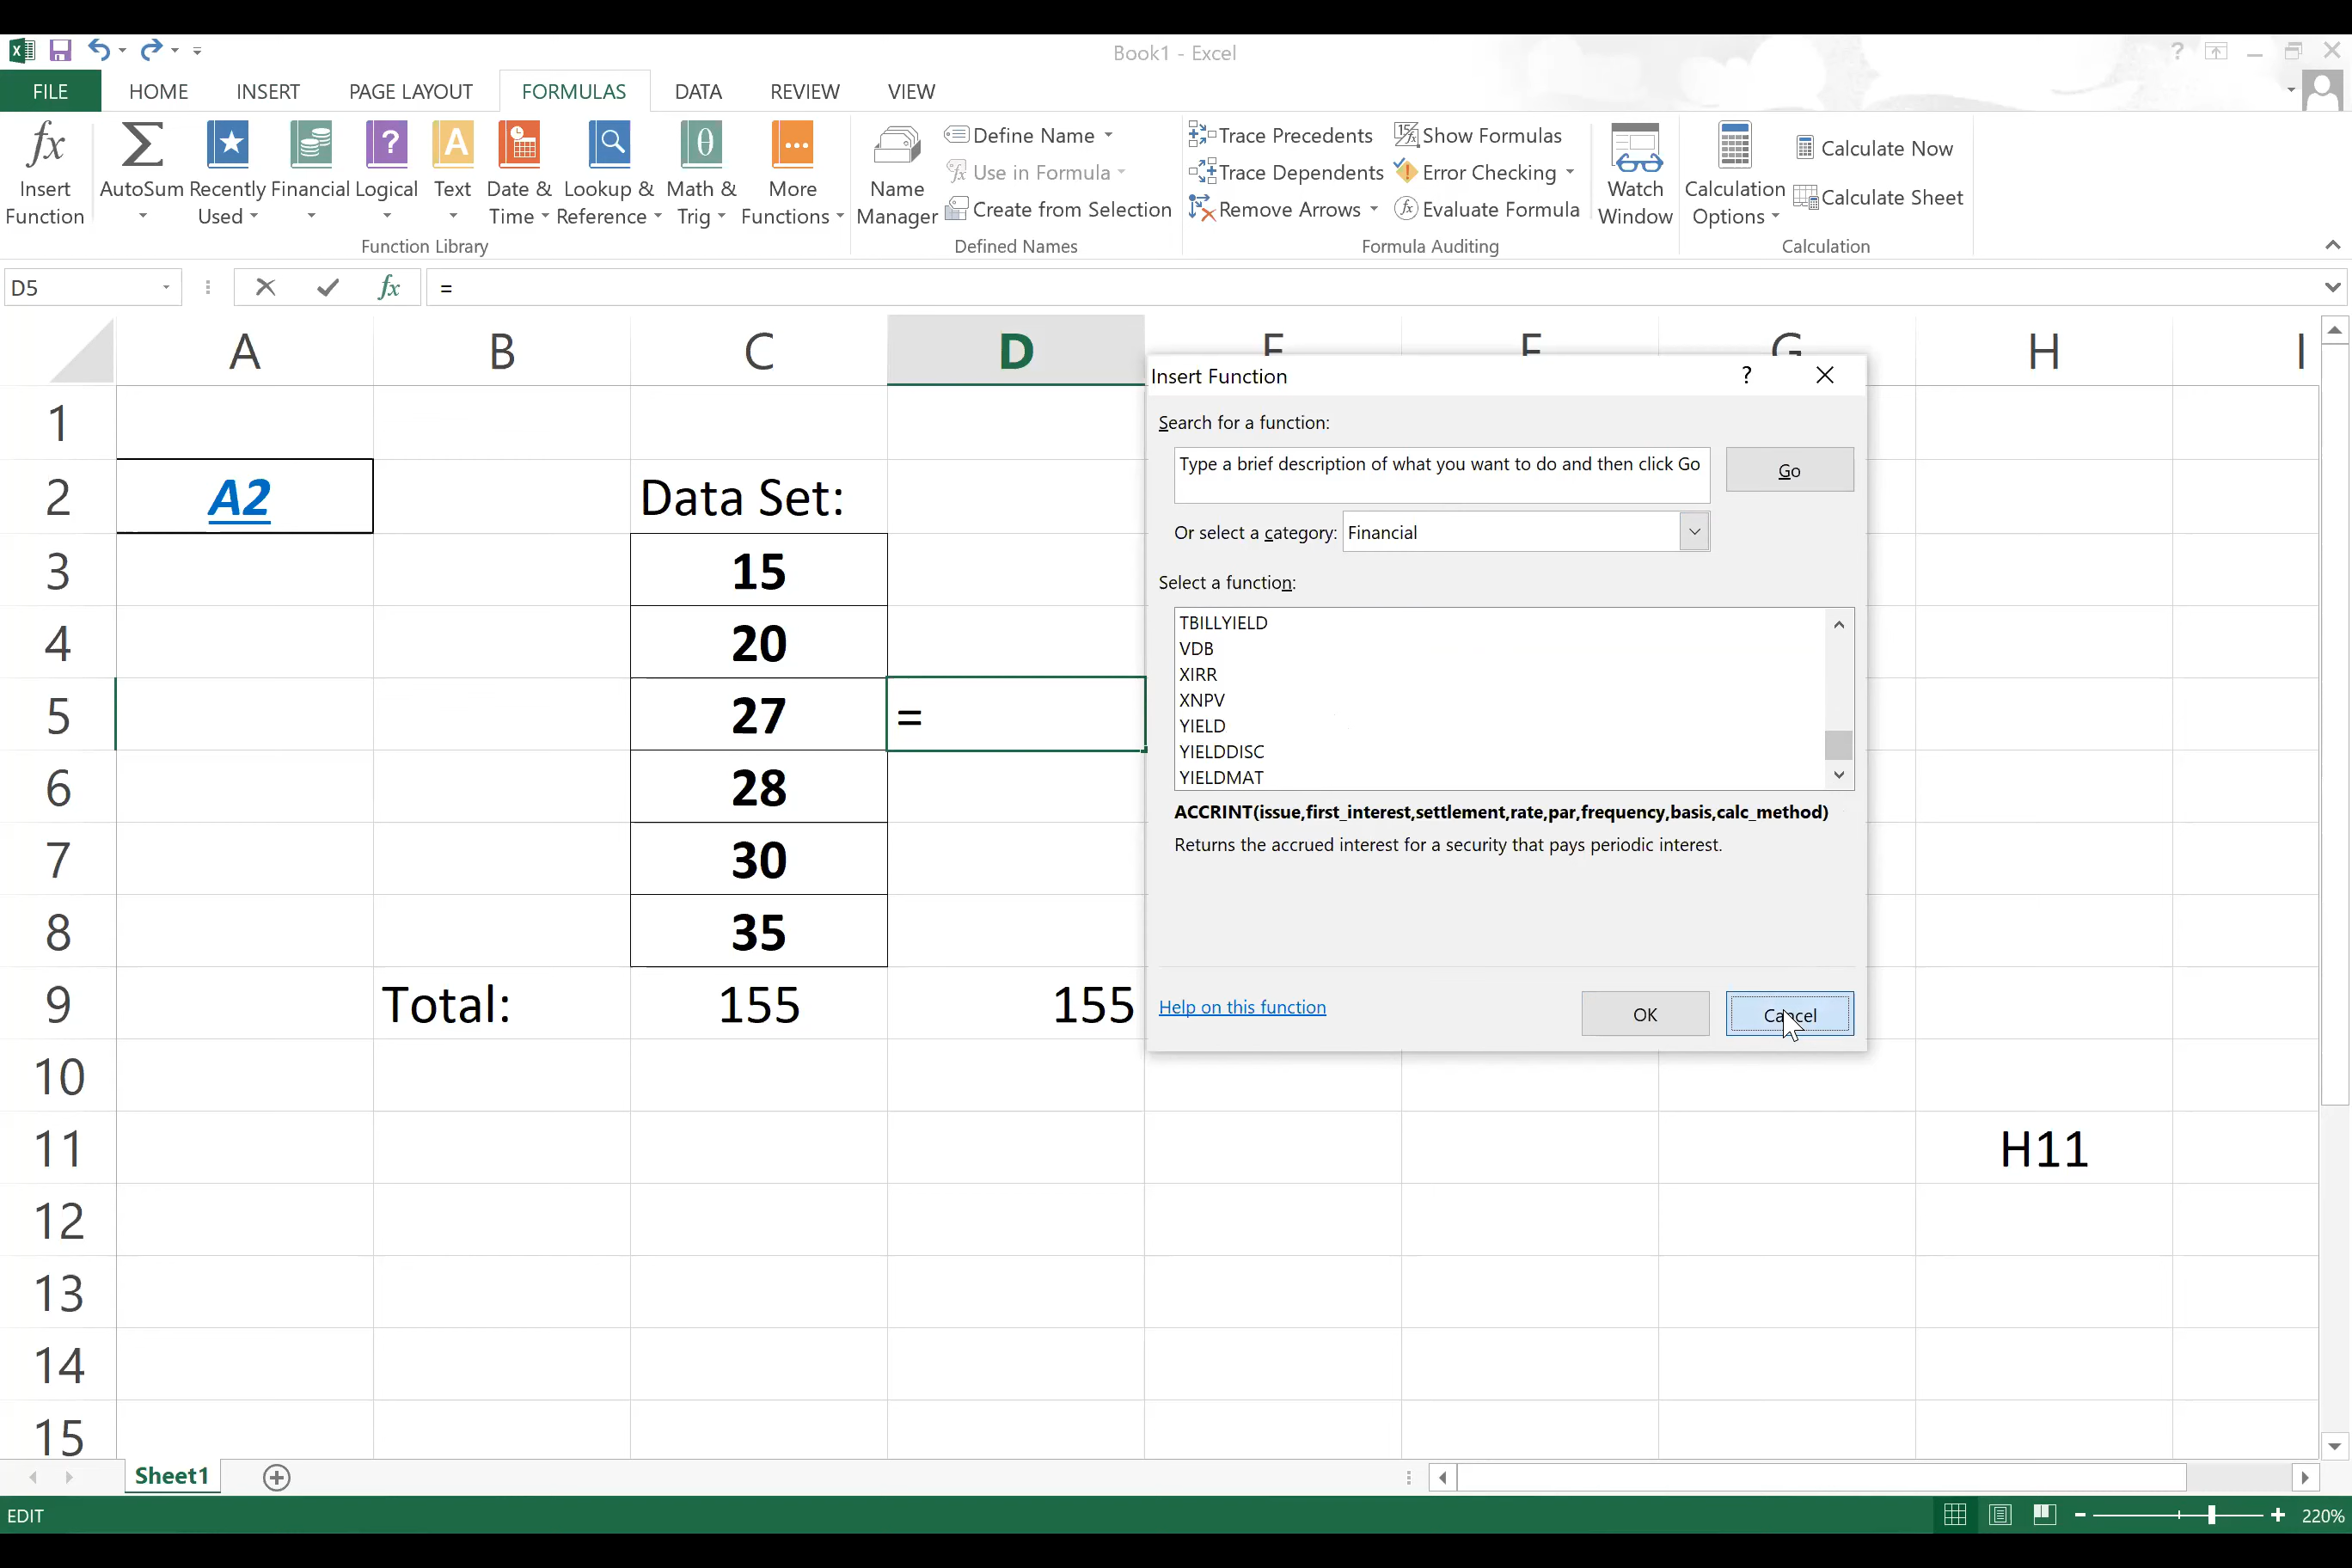 Book1 - Excel
FILE HOME INSERT PAGE LAYOUT FORMULAS DATA REVIEW VIEW
Insert Function
AutoSum
Recently Used
Financial
Logical
Text
Date & Time
Lookup & Reference
Math & Trig
More Functions
Function Library
Name Manager
Define Name
Use in Formula
Create from Selection
Defined Names
Trace Precedents
Trace Dependents
Remove Arrows
Show Formulas
Error Checking
Evaluate Formula
Formula Auditing
Watch Window
Calculation Options
Calculate Now
Calculate Sheet
Calculation
D5 fx =
A B C D E F G H I
1
2 A2 Data Set:
3 15
4 20
5 27 =
6 28
7 30
8 35
9 Total: 155 155
10
11 H11
12
13
14
15
Insert Function ?
Search for a function:
Type a brief description of what you want to do and then click Go
Go
Or select a category: Financial
Select a function:
TBILLYIELD
VDB
XIRR
XNPV
YIELD
YIELDDISC
YIELDMAT
ACCRINT(issue,first_interest,settlement,rate,par,frequency,basis,calc_method)
Returns the accrued interest for a security that pays periodic interest.
Help on this function
OK Cancel
Sheet1
EDIT 220%